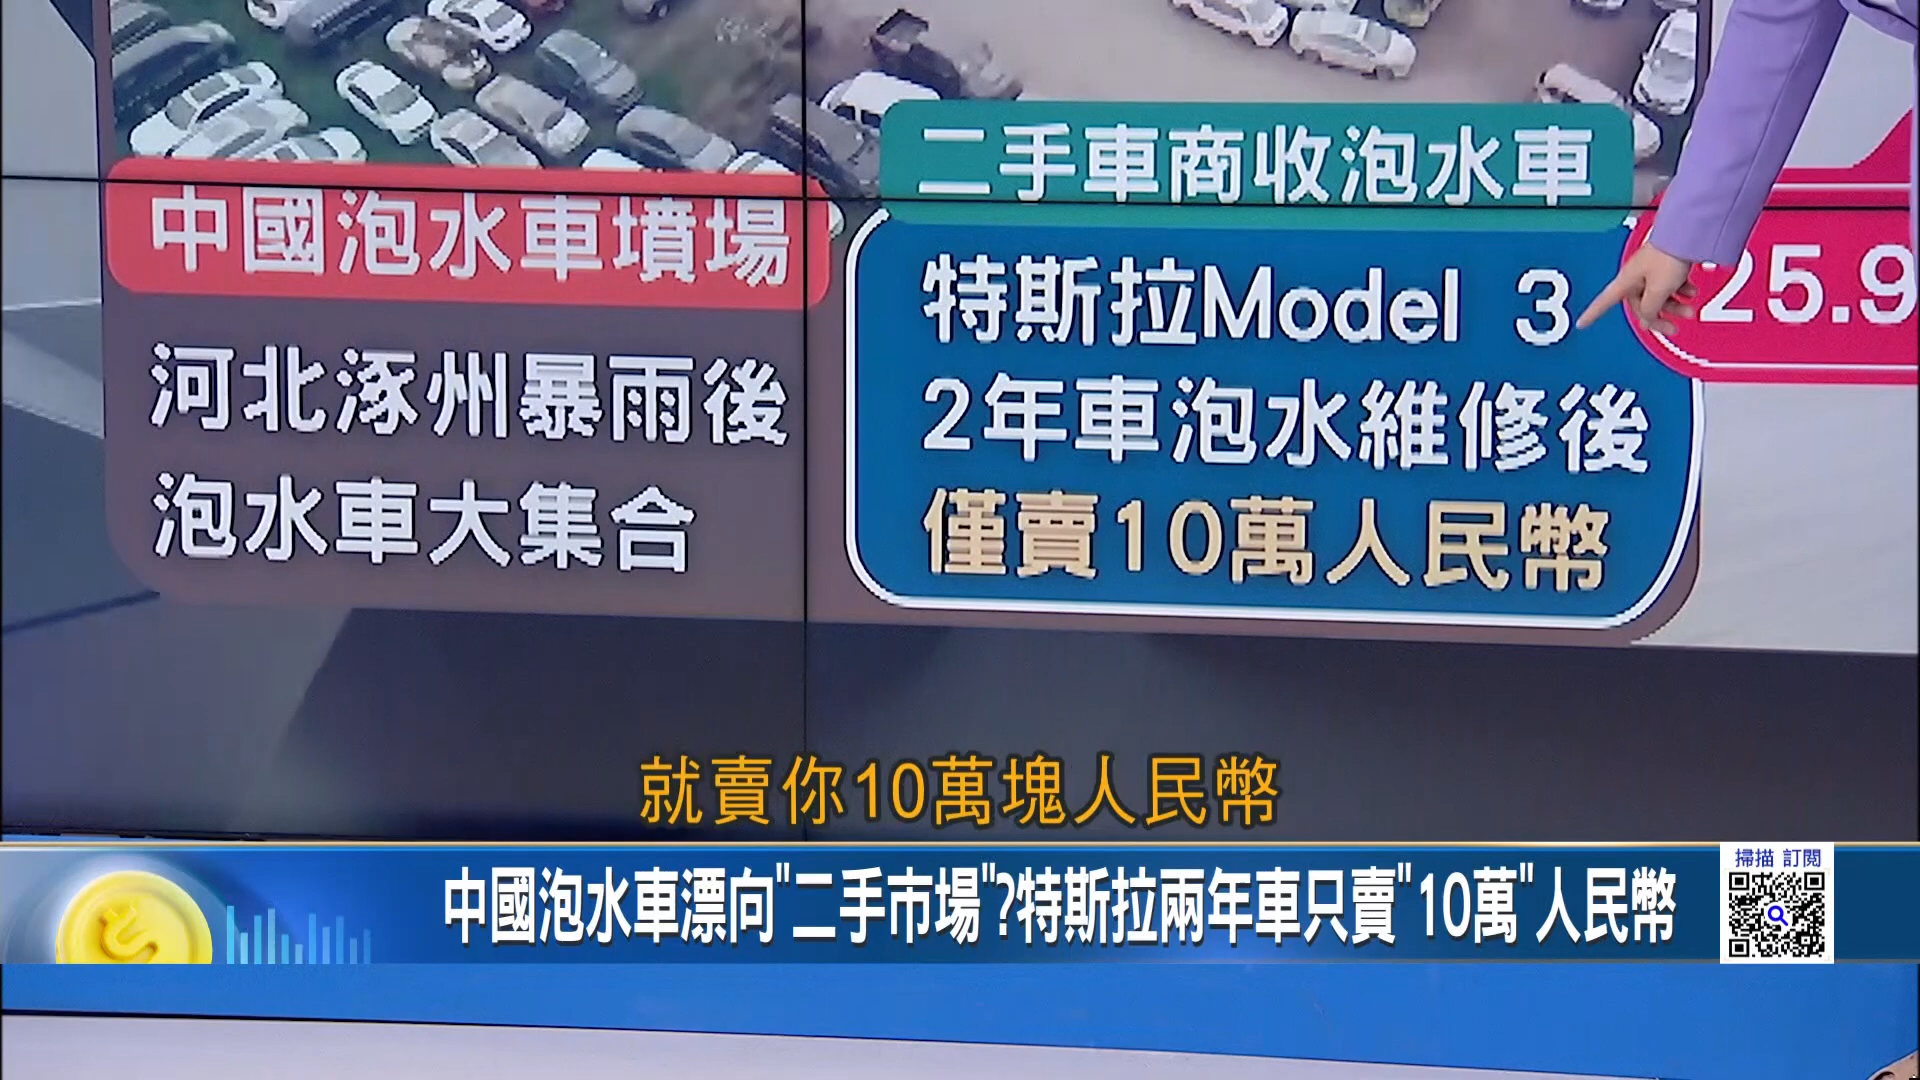 中國泡水車墳場
河北涿州暴雨後
泡水車大集合
二手車商收泡水車
特斯拉Model 3
2年車泡水維修後
僅賣10萬人民幣
25.9
就賣你10萬塊人民幣
中國泡水車漂向"二手市場"?特斯拉兩年車只賣"10萬"人民幣
掃描 訂閱